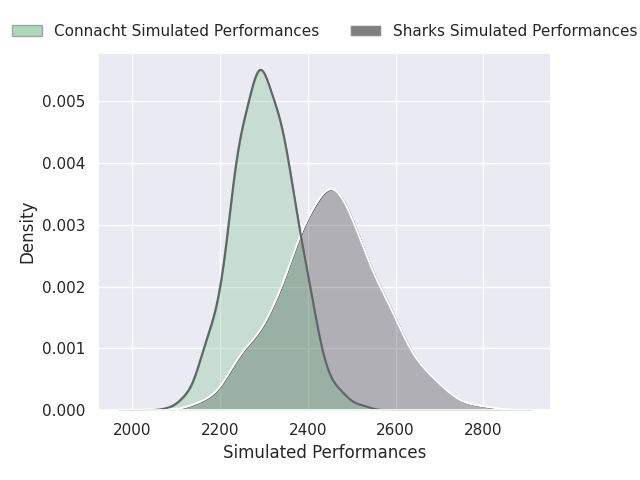 Connacht Simulated Performances Sharks Simulated Performances
Density
0.005
0.004
0.003
0.002
0.001
0.000
2000 2200 2400 2600 2800
Simulated Performances